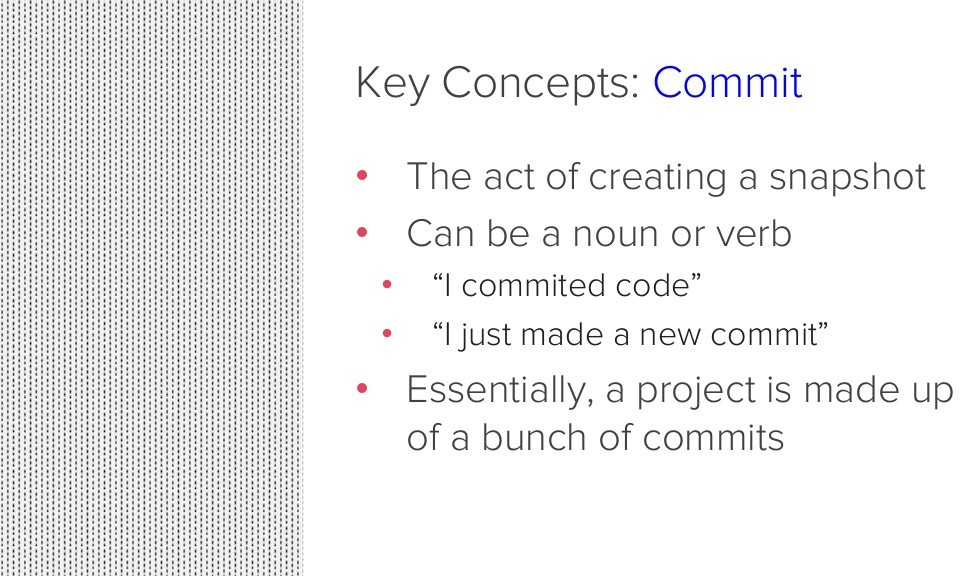 Key Concepts: Commit
• The act of creating a snapshot
• Can be a noun or verb
• “I commited code”
• “I just made a new commit”
• Essentially, a project is made up
of a bunch of commits